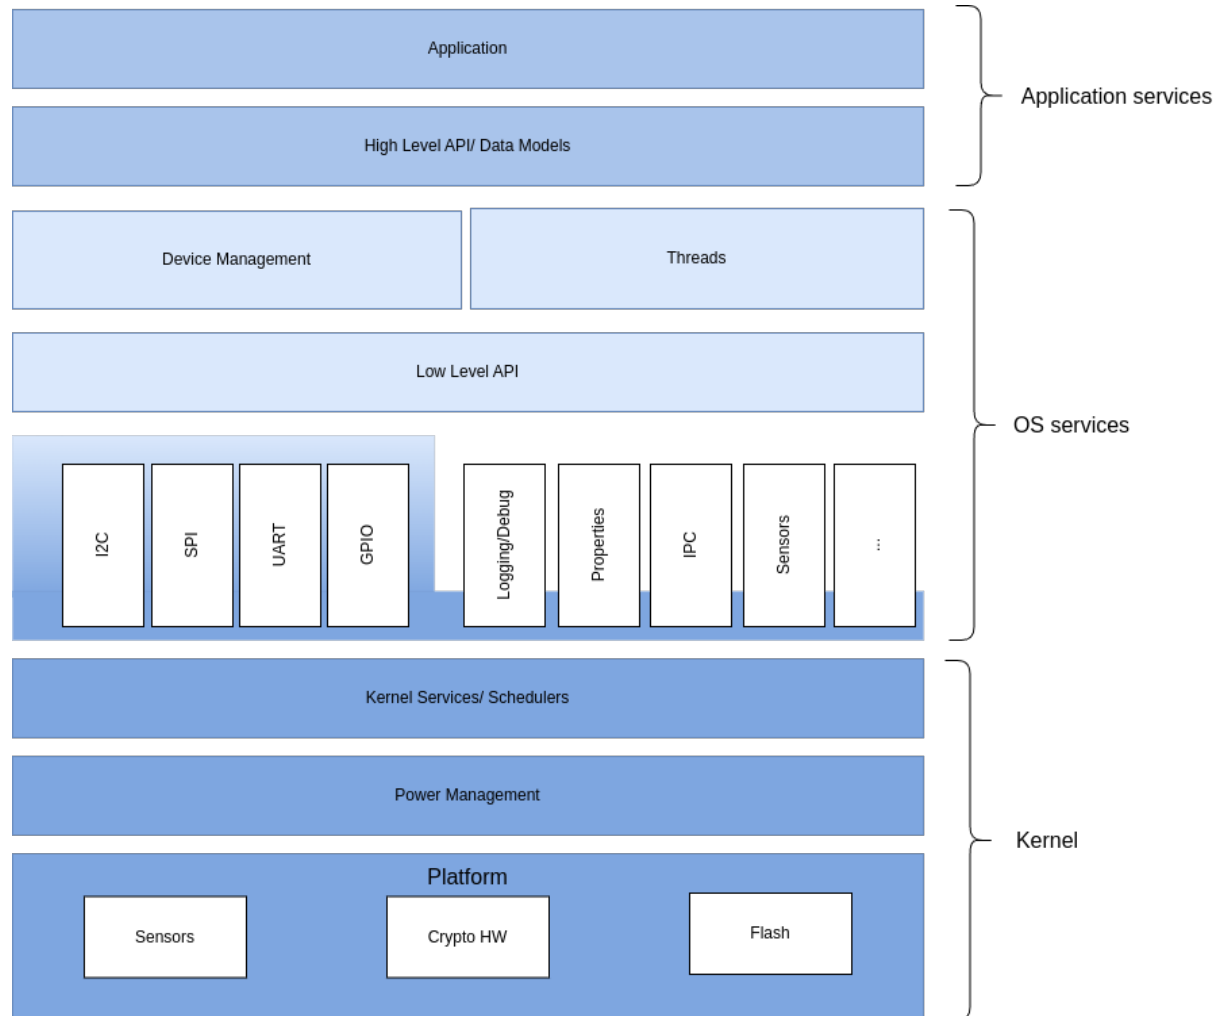 Application
Application services
High Level API/ Data Models
Device Management
Threads
Low Level API
OS services
I2C
SPI
UART
GPIO
Logging/Debug
Properties
IPC
Sensors
...
Kernel Services/ Schedulers
Power Management
Kernel
Platform
Sensors
Crypto HW
Flash